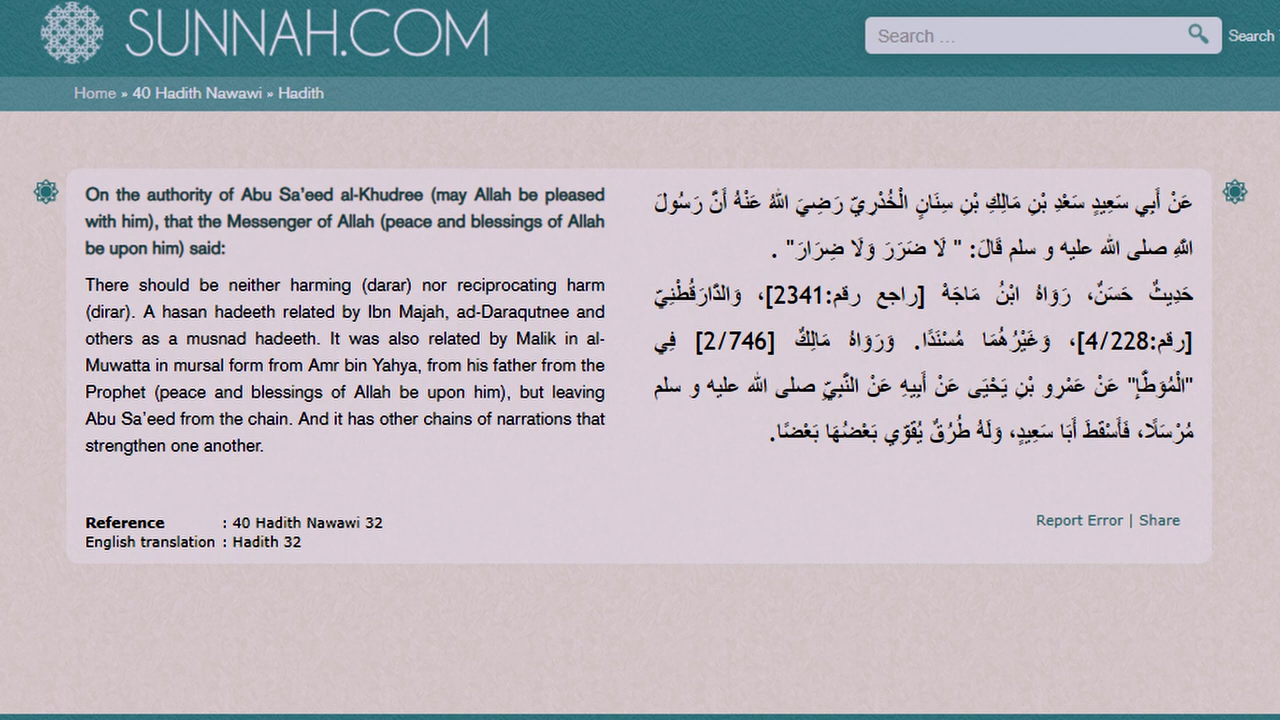 SUNNAH.COM
Search ...
Search
Home » 40 Hadith Nawawi » Hadith
On the authority of Abu Sa’eed al-Khudree (may Allah be pleased
with him), that the Messenger of Allah (peace and blessings of Allah
be upon him) said:
There should be neither harming (darar) nor reciprocating harm
(dirar). A hasan hadeeth related by Ibn Majah, ad-Daraqutnee and
others as a musnad hadeeth. It was also related by Malik in al-
Muwatta in mursal form from Amr bin Yahya, from his father from the
Prophet (peace and blessings of Allah be upon him), but leaving
Abu Sa’eed from the chain. And it has other chains of narrations that
strengthen one another.
عَنْ أَبِي سَعِيدٍ سَعْدِ بْنِ مَالِكِ بْنِ سِنَانٍ الْخُدْرِيّ رَضِيَ اللهُ عَنْهُ أَنَّ رَسُولَ
اللَّهِ صلى الله عليه و سلم قَالَ: " لَا ضَرَرَ وَلَا ضِرَارَ" .
حَدِيثٌ حَسَنٌ، رَوَاهُ ابْنُ مَاجَهْ [راجع رقم:2341]، وَالدَّارَقُطْنِيّ
[رقم:4/228]، وَغَيْرُهُمَا مُسْنَدًا. وَرَوَاهُ مَالِكٌ [2/746] فِي
"الْمُوَطَّإِ" عَنْ عَمْرِو بْنِ يَحْيَى عَنْ أَبِيهِ عَنْ النَّبِيِّ صلى الله عليه و سلم
مُرْسَلًا، فَأَسْقَطَ أَبَا سَعِيدٍ، وَلَهُ طُرُقٌ يُقَوِّي بَعْضُهَا بَعْضًا.
Reference : 40 Hadith Nawawi 32
English translation : Hadith 32
Report Error | Share